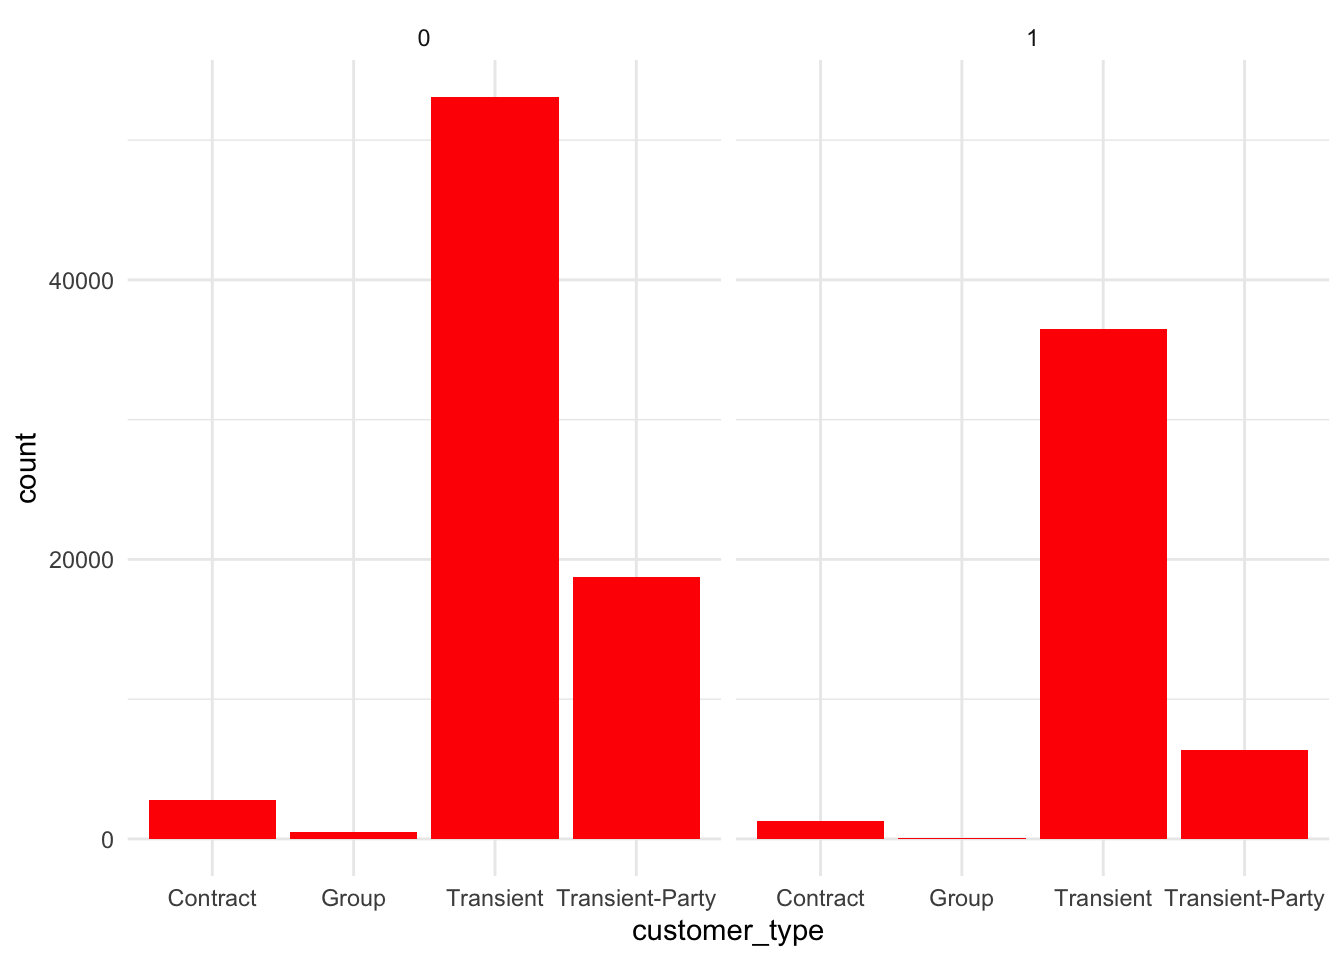 0 1
40000
20000
0
count
Contract Group Transient Transient-Party Contract Group Transient Transient-Party
customer_type